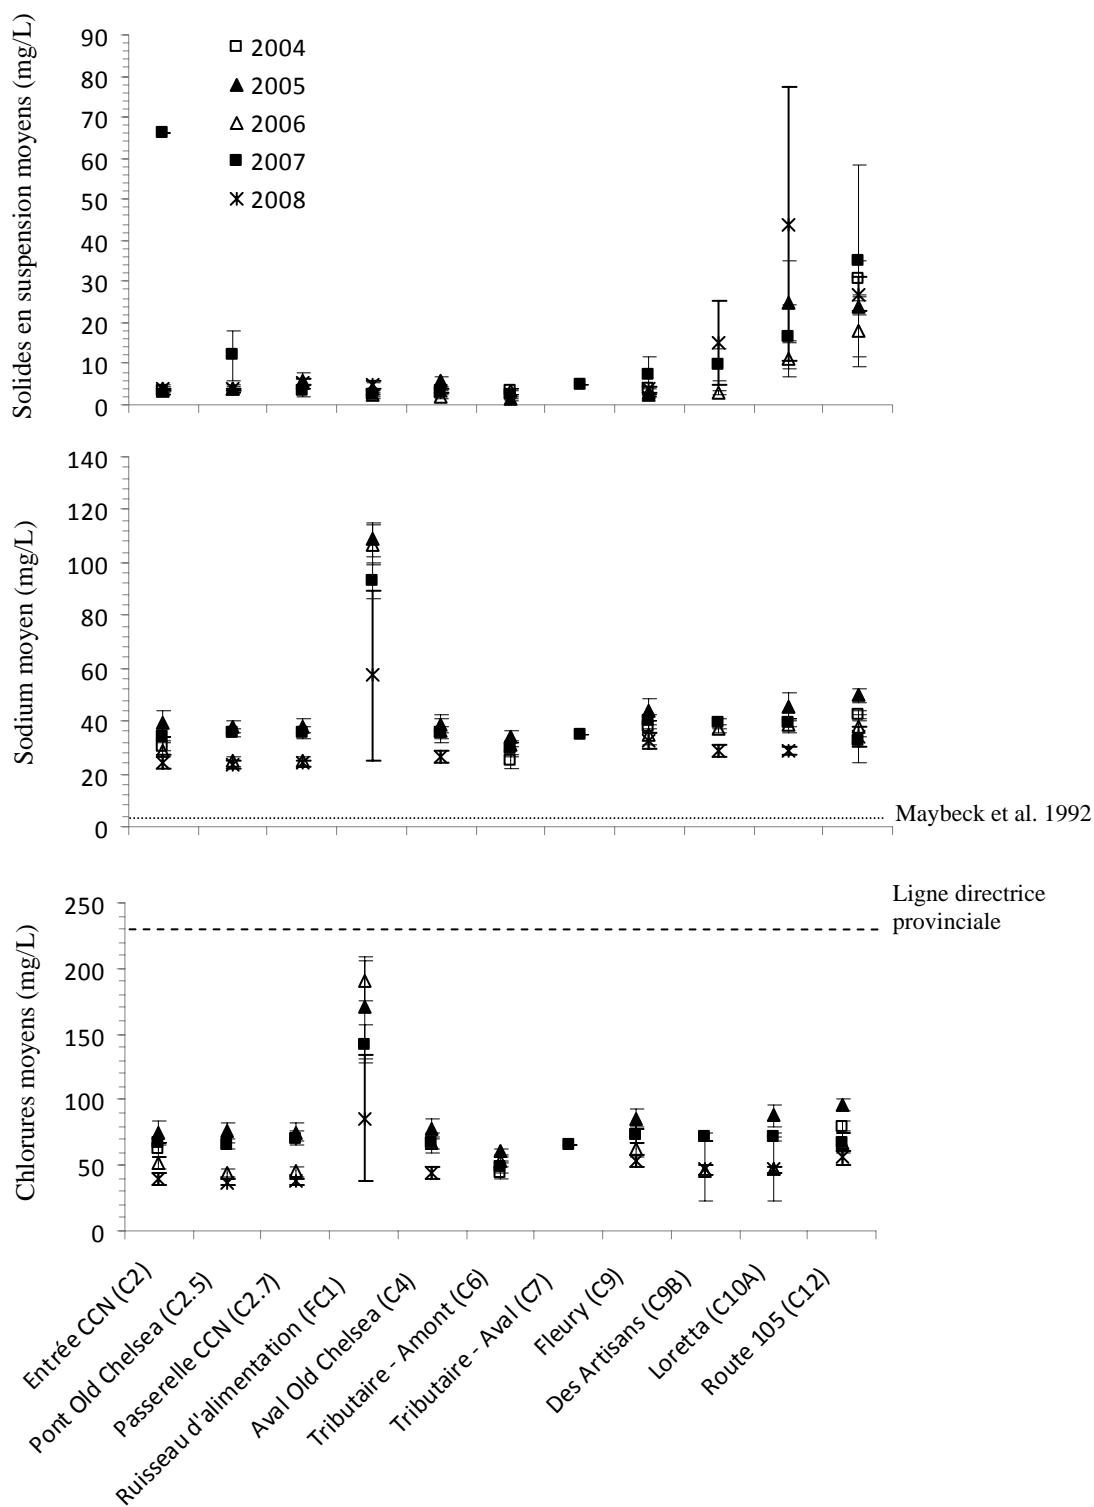 Solides en suspension moyens (mg/L)
90
80
70
60
50
40
30
20
10
0
2004
2005
2006
2007
2008
Sodium moyen (mg/L)
140
120
100
80
60
40
20
0
Maybeck et al. 1992
Chlorures moyens (mg/L)
250
200
150
100
50
0
Ligne directrice
provinciale
Entrée CCN (C2)
Pont Old Chelsea (C2.5)
Passerelle CCN (C2.7)
Ruisseau d'alimentation (FC1)
Aval Old Chelsea (C4)
Tributaire - Amont (C6)
Tributaire - Aval (C7)
Fleury (C9)
Des Artisans (C9B)
Loretta (C10A)
Route 105 (C12)